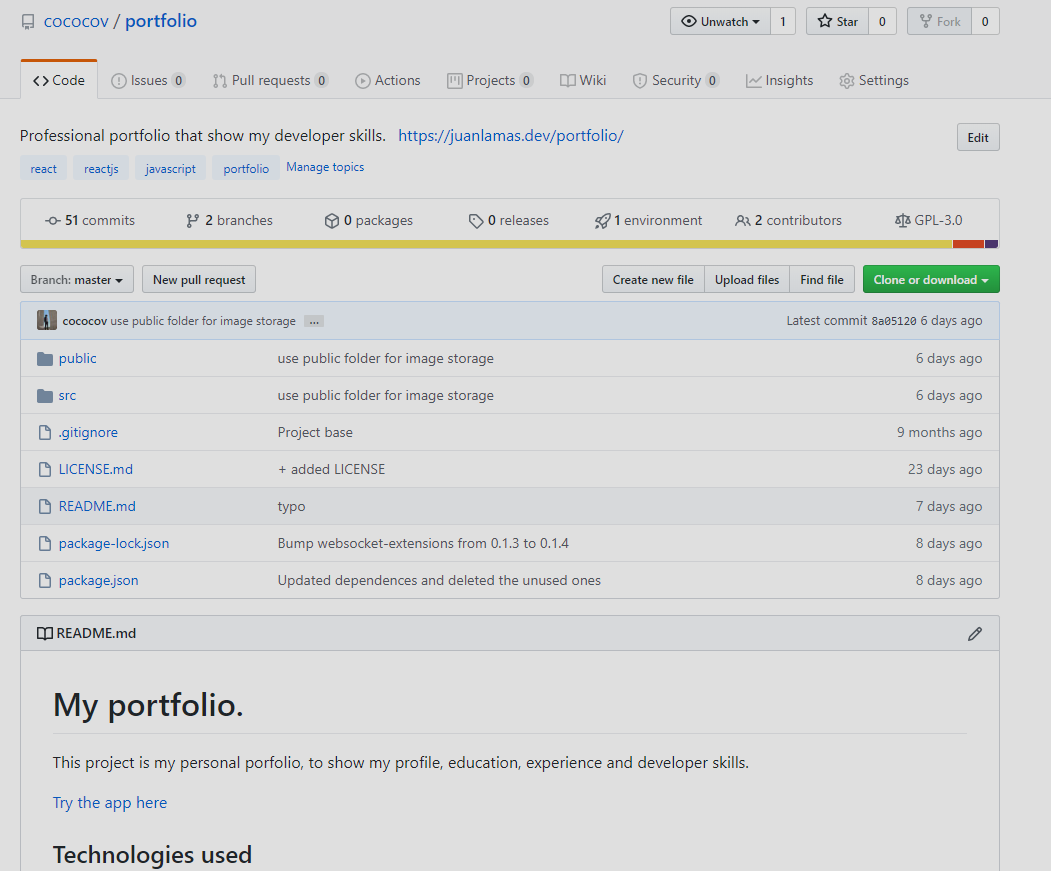 cococov / portfolio
Unwatch 1 Star 0 Fork 0
Code Issues 0 Pull requests 0 Actions Projects 0 Wiki Security 0 Insights Settings
Professional portfolio that show my developer skills. https://juanlamas.dev/portfolio/ Edit
react reactjs javascript portfolio Manage topics
51 commits 2 branches 0 packages 0 releases 1 environment 2 contributors GPL-3.0
Branch: master New pull request Create new file Upload files Find file Clone or download
cococov use public folder for image storage ... Latest commit 8a05120 6 days ago
public use public folder for image storage 6 days ago
src use public folder for image storage 6 days ago
.gitignore Project base 9 months ago
LICENSE.md + added LICENSE 23 days ago
README.md typo 7 days ago
package-lock.json Bump websocket-extensions from 0.1.3 to 0.1.4 8 days ago
package.json Updated dependences and deleted the unused ones 8 days ago
README.md
My portfolio.
This project is my personal porfolio, to show my profile, education, experience and developer skills.
Try the app here
Technologies used